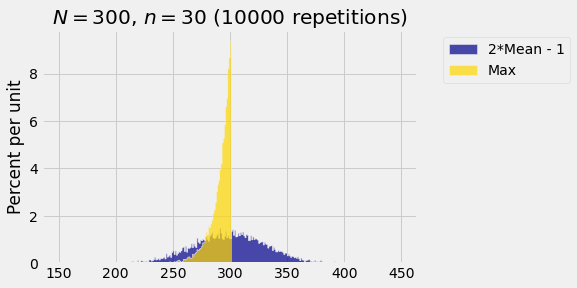 N = 300, n = 30 (10000 repetitions)
2*Mean - 1
Max
Percent per unit
8
6
4
2
0
150 200 250 300 350 400 450